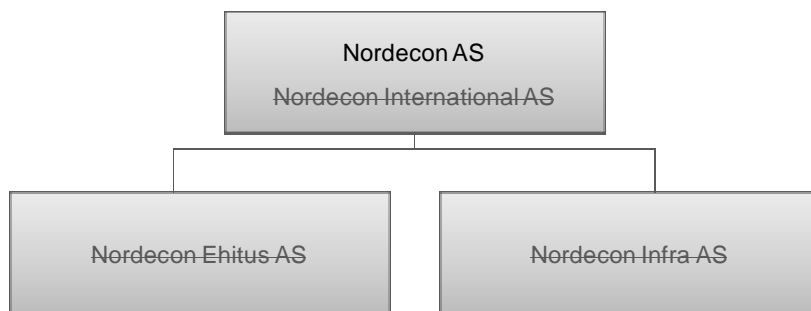 Nordecon AS
Nordecon International AS
Nordecon Ehitus AS
Nordecon Infra AS